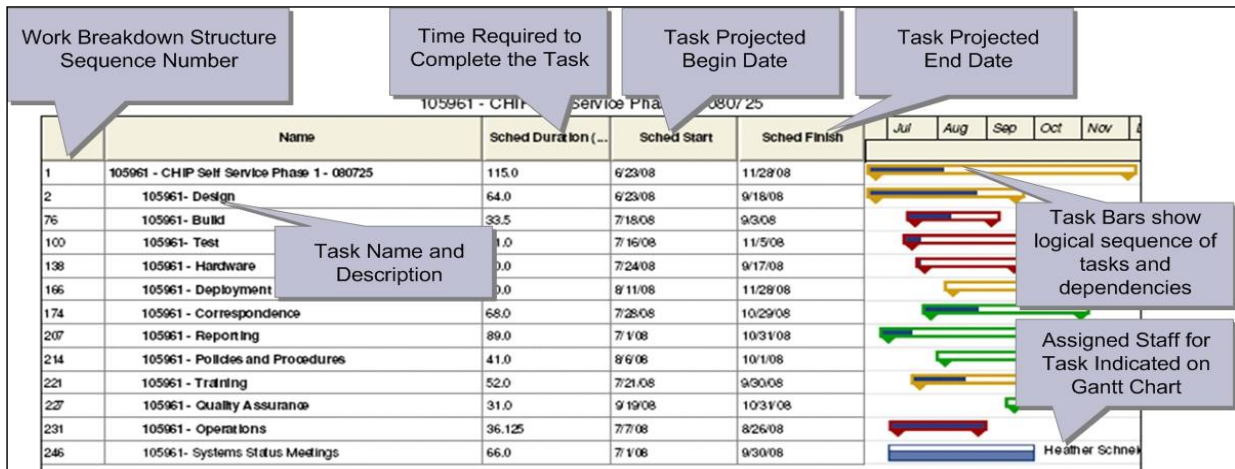 Work Breakdown Structure
Sequence Number
Time Required to
Complete the Task
Task Projected
Begin Date
Task Projected
End Date
105961 - CHIP Service Pha 080725
Name Sched Duration (... Sched Start Sched Finish Jul Aug Sep Oct Nov
1 105961 - CHIP Self Service Phase 1 - 080725 115.0 6/23/08 11/28/08
2 105961- Design 64.0 6/23/08 9/18/08
76 105961- Build 33.5 7/18/08 9/3/08
100 105961- Test 1.0 7/16/08 11/5/08
138 105961 - Hardware 0.0 7/24/08 9/17/08
166 105961 - Deployment 0.0 8/11/08 11/28/08
174 105961 - Correspondence 68.0 7/28/08 10/29/08
207 105961 - Reporting 89.0 7/1/08 10/31/08
214 105961 - Policies and Procedures 41.0 8/6/08 10/1/08
221 105961 - Training 52.0 7/21/08 9/30/08
227 105961 - Quality Assurance 31.0 9/19/08 10/31/08
231 105961 - Operations 36.125 7/7/08 8/26/08
246 105961- Systems Status Meetings 66.0 7/1/08 9/30/08 Heather
Task Name and
Description
Task Bars show
logical sequence of
tasks and
dependencies
Assigned Staff for
Task Indicated on
Gantt Chart